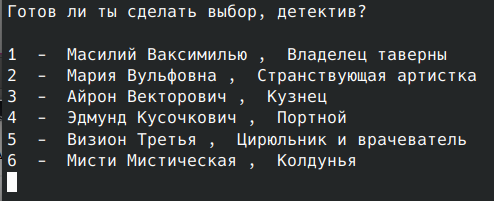 Готов ли ты сделать выбор, детектив?
1 - Масилий Ваксимилью , Владелец таверны
2 - Мария Вульфовна , Странствующая артистка
3 - Айрон Векторович , Кузнец
4 - Эдмунд Кусочкович , Портной
5 - Визион Третья , Цирюльник и врачеватель
6 - Мисти Мистическая , Колдунья